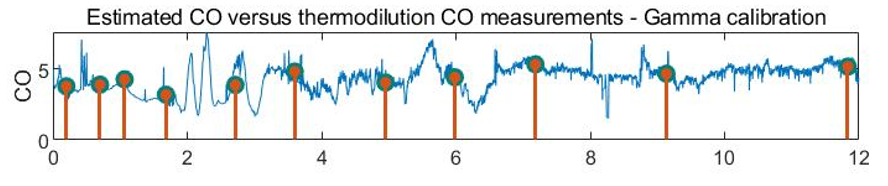 Estimated CO versus thermodilution CO measurements - Gamma calibration
CO
5
0
0 2 4 6 8 10 12